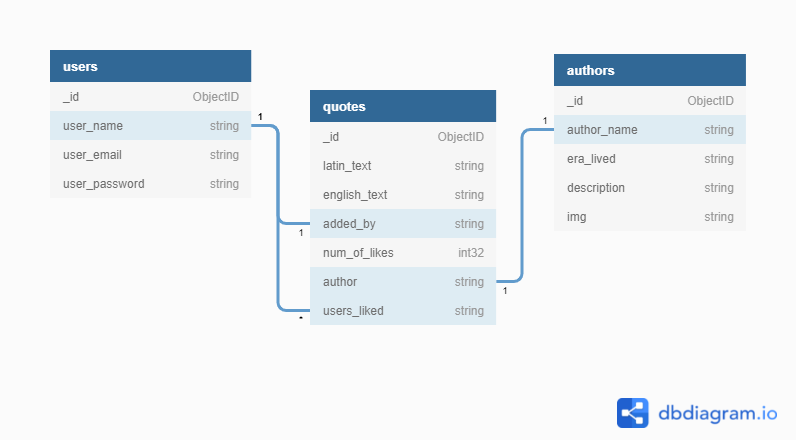 users
_id ObjectID
user_name string
user_email string
user_password string
1
quotes
_id ObjectID
latin_text string
english_text string
added_by string
num_of_likes int32
author string
users_liked string
1
*
1
1
authors
_id ObjectID
author_name string
era_lived string
description string
img string
dbdiagram.io